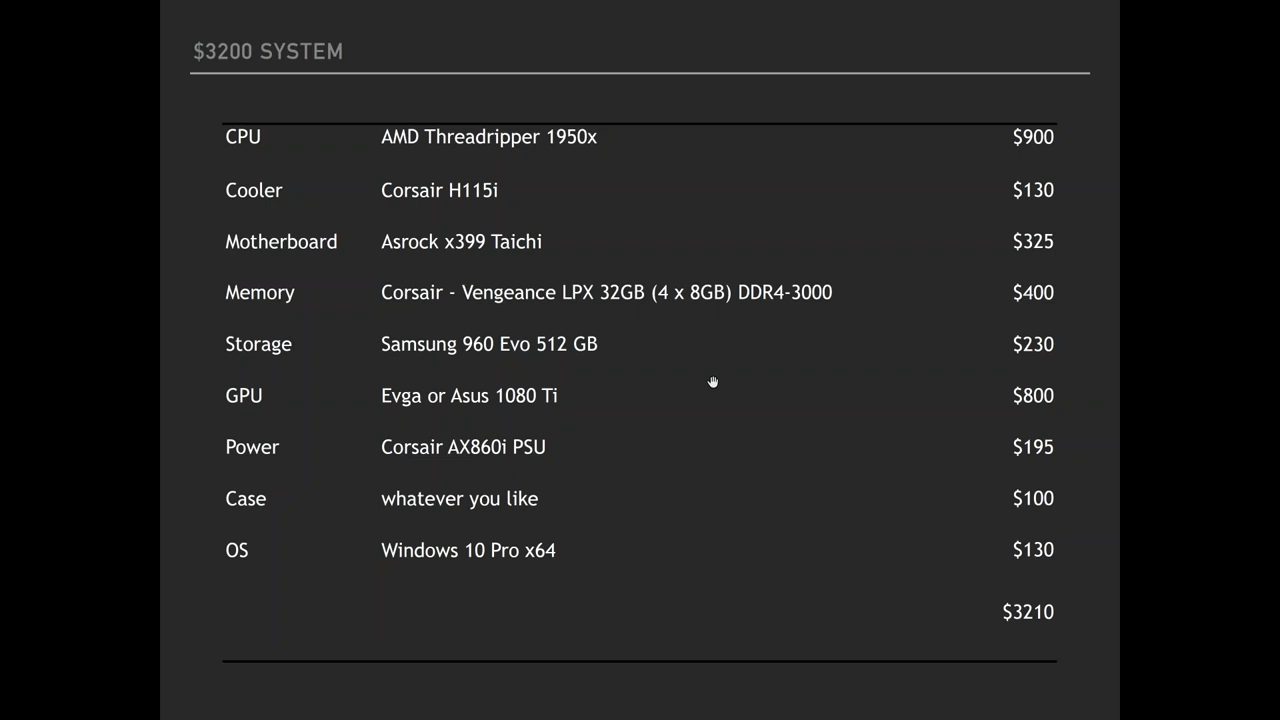 $3200 SYSTEM
CPU AMD Threadripper 1950x $900
Cooler Corsair H115i $130
Motherboard Asrock x399 Taichi $325
Memory Corsair - Vengeance LPX 32GB (4 x 8GB) DDR4-3000 $400
Storage Samsung 960 Evo 512 GB $230
GPU Evga or Asus 1080 Ti $800
Power Corsair AX860i PSU $195
Case whatever you like $100
OS Windows 10 Pro x64 $130
$3210